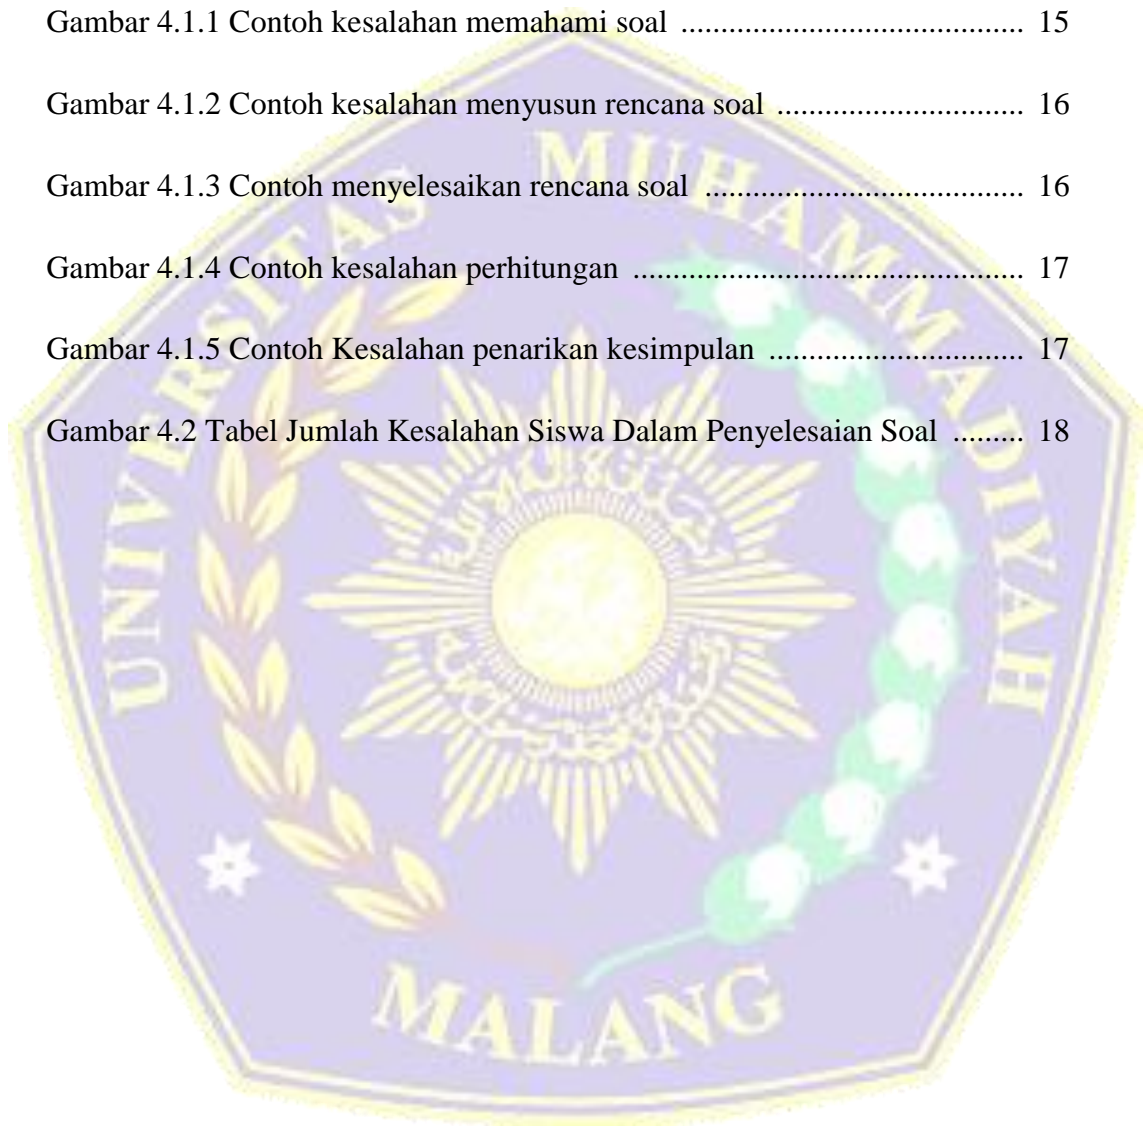 Gambar 4.1.1 Contoh kesalahan memahami soal ........................................ 15
Gambar 4.1.2 Contoh kesalahan menyusun rencana soal ............................. 16
Gambar 4.1.3 Contoh menyelesaikan rencana soal ..................................... 16
Gambar 4.1.4 Contoh kesalahan perhitungan .............................................. 17
Gambar 4.1.5 Contoh Kesalahan penarikan kesimpulan .............................. 17
Gambar 4.2 Tabel Jumlah Kesalahan Siswa Dalam Penyelesaian Soal ......... 18
UNIVERSITAS MUHAMMADIYAH
MALANG